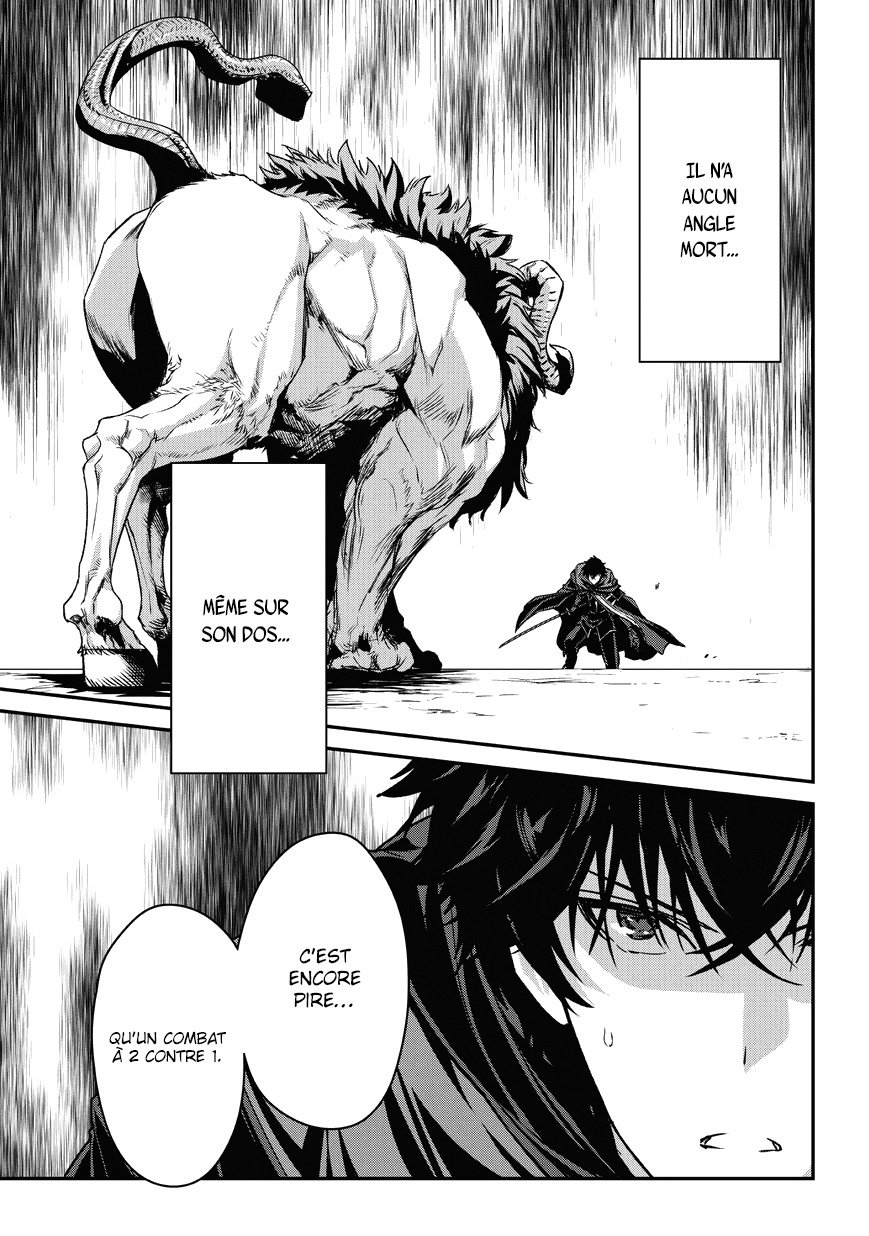 IL N'A
AUCUN
ANGLE
MORT...
MÊME SUR
SON DOS...
C'EST
ENCORE
PIRE...
QU'UN COMBAT
À 2 CONTRE 1.